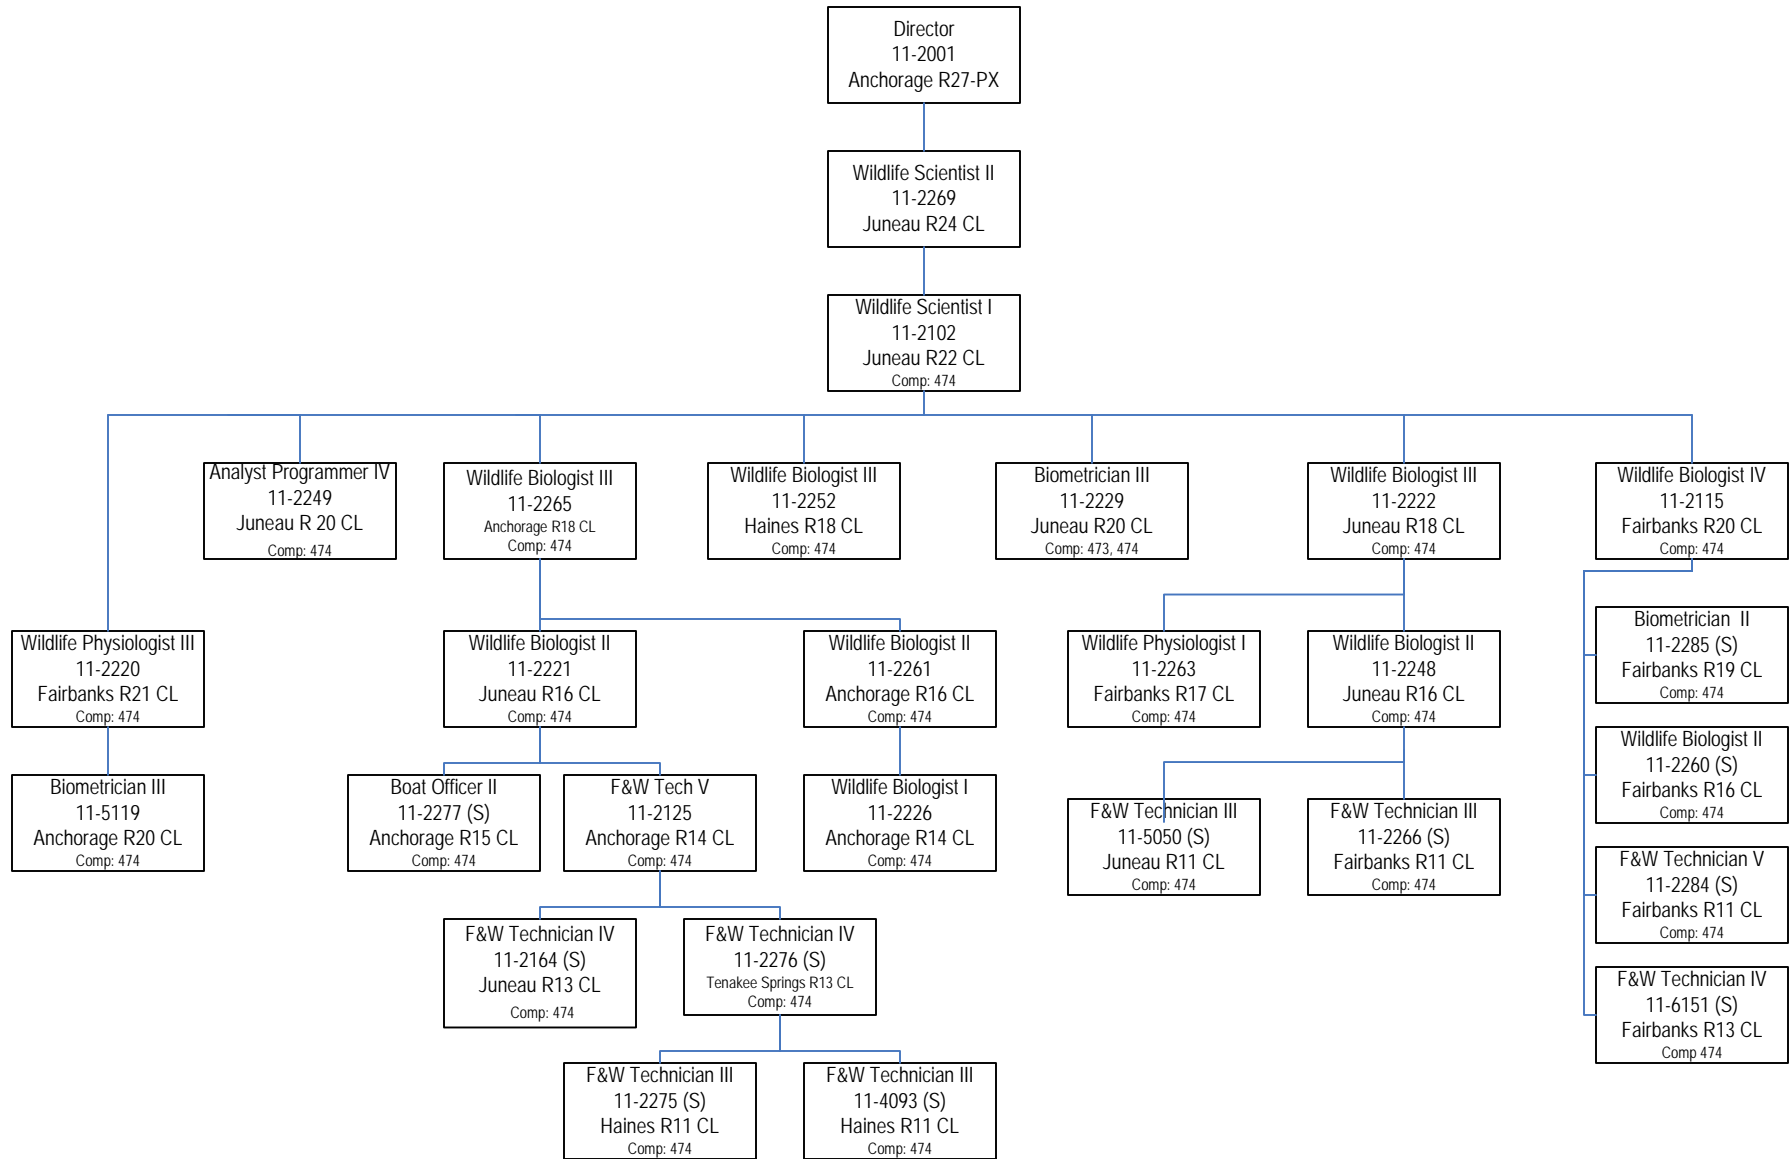 Director
11-2001
Anchorage R27-PX
Wildlife Scientist II
11-2269
Juneau R24 CL
Wildlife Scientist I
11-2102
Juneau R22 CL
Comp: 474
Analyst Programmer IV
11-2249
Juneau R 20 CL
Comp: 474
Wildlife Biologist III
11-2265
Anchorage R18 CL
Comp: 474
Wildlife Biologist III
11-2252
Haines R18 CL
Comp: 474
Biometrician III
11-2229
Juneau R20 CL
Comp: 473, 474
Wildlife Biologist III
11-2222
Juneau R18 CL
Comp: 474
Wildlife Biologist IV
11-2115
Fairbanks R20 CL
Comp: 474
Wildlife Physiologist III
11-2220
Fairbanks R21 CL
Comp: 474
Wildlife Biologist II
11-2221
Juneau R16 CL
Comp: 474
Wildlife Biologist II
11-2261
Anchorage R16 CL
Comp: 474
Wildlife Physiologist I
11-2263
Fairbanks R17 CL
Comp: 474
Wildlife Biologist II
11-2248
Juneau R16 CL
Comp: 474
Biometrician II
11-2285 (S)
Fairbanks R19 CL
Comp: 474
Wildlife Biologist II
11-2260 (S)
Fairbanks R16 CL
Comp: 474
Biometrician III
11-5119
Anchorage R20 CL
Comp: 474
Boat Officer II
11-2277 (S)
Anchorage R15 CL
Comp: 474
F&W Tech V
11-2125
Anchorage R14 CL
Comp: 474
Wildlife Biologist I
11-2226
Anchorage R14 CL
Comp: 474
F&W Technician III
11-5050 (S)
Juneau R11 CL
Comp: 474
F&W Technician III
11-2266 (S)
Fairbanks R11 CL
Comp: 474
F&W Technician V
11-2284 (S)
Fairbanks R11 CL
Comp: 474
F&W Technician IV
11-2164 (S)
Juneau R13 CL
Comp: 474
F&W Technician IV
11-2276 (S)
Tenakee Springs R13 CL
Comp: 474
F&W Technician IV
11-6151 (S)
Fairbanks R13 CL
Comp 474
F&W Technician III
11-2275 (S)
Haines R11 CL
Comp: 474
F&W Technician III
11-4093 (S)
Haines R11 CL
Comp: 474